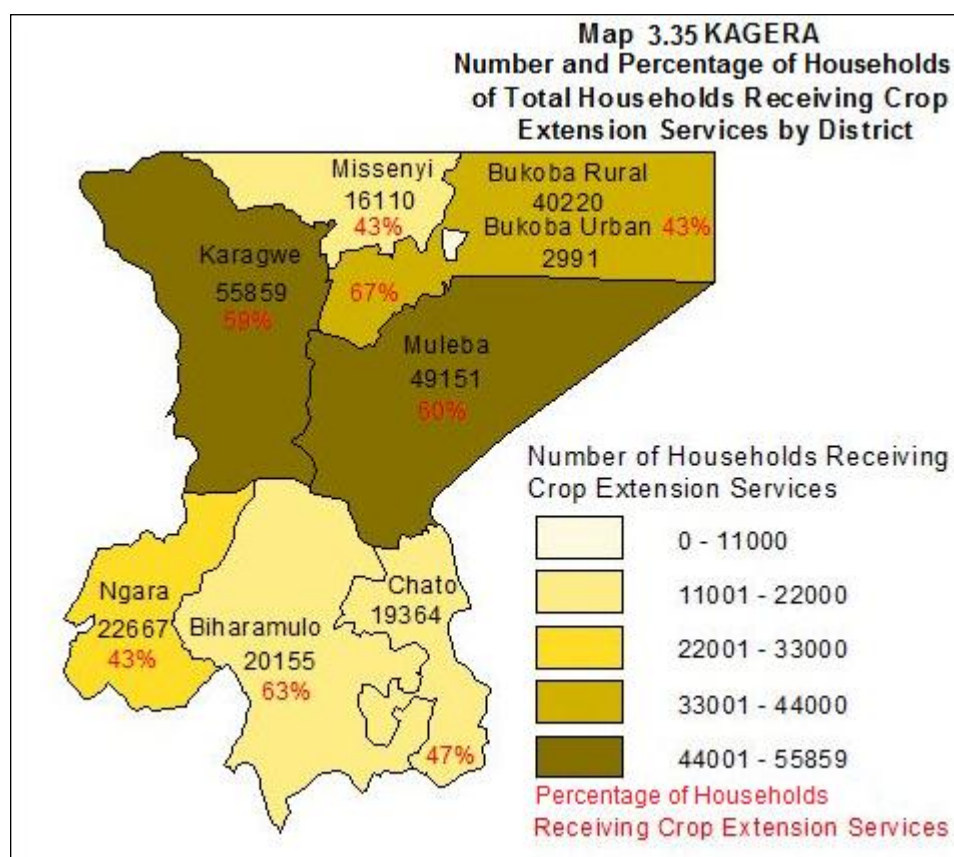 Map 3.35 KAGERA
Number and Percentage of Households
of Total Households Receiving Crop
Extension Services by District
Missenyi
16110
43%
Bukoba Rural
40220
Bukoba Urban 43%
2991
Karagwe
55859
59%
67%
Muleba
49151
60%
Ngara
22667
43%
Biharamulo
20155
63%
Chato
19364
47%
Number of Households Receiving
Crop Extension Services
0 - 11000
11001 - 22000
22001 - 33000
33001 - 44000
44001 - 55859
Percentage of Households
Receiving Crop Extension Services